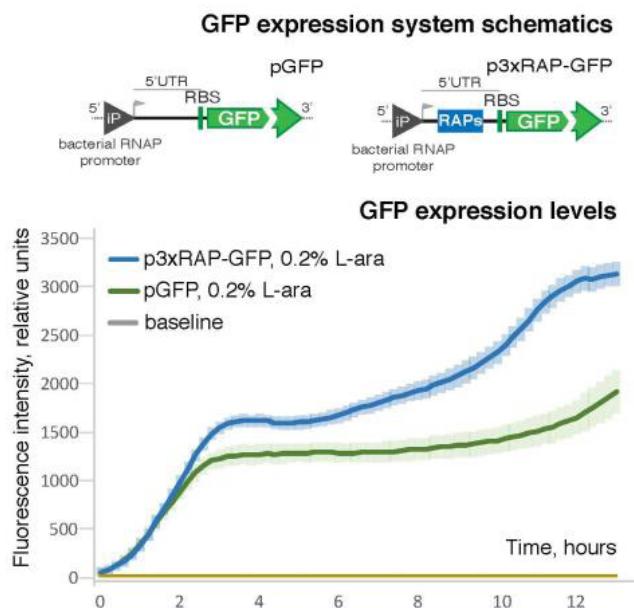 GFP expression system schematics
pGFP
p3xRAP-GFP
5'UTR
5'UTR
RBS
RBS
5'
iP
GFP
3'
5'
iP
RAPs
GFP
3'
bacterial RNAP
promoter
bacterial RNAP
promoter
GFP expression levels
Fluorescence intensity, relative units
3500
3000
2500
2000
1500
1000
500
0
p3xRAP-GFP, 0.2% L-ara
pGFP, 0.2% L-ara
baseline
Time, hours
0 2 4 6 8 10 12